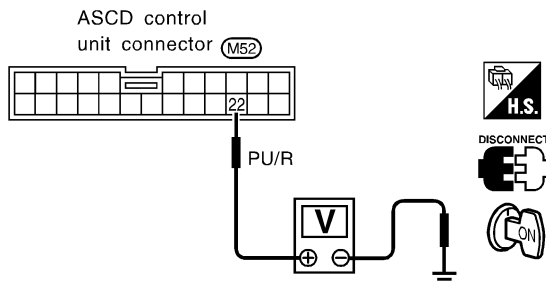 ASCD control
unit connector M52
22
PU/R
V
+ -
H.S.
DISCONNECT
ON